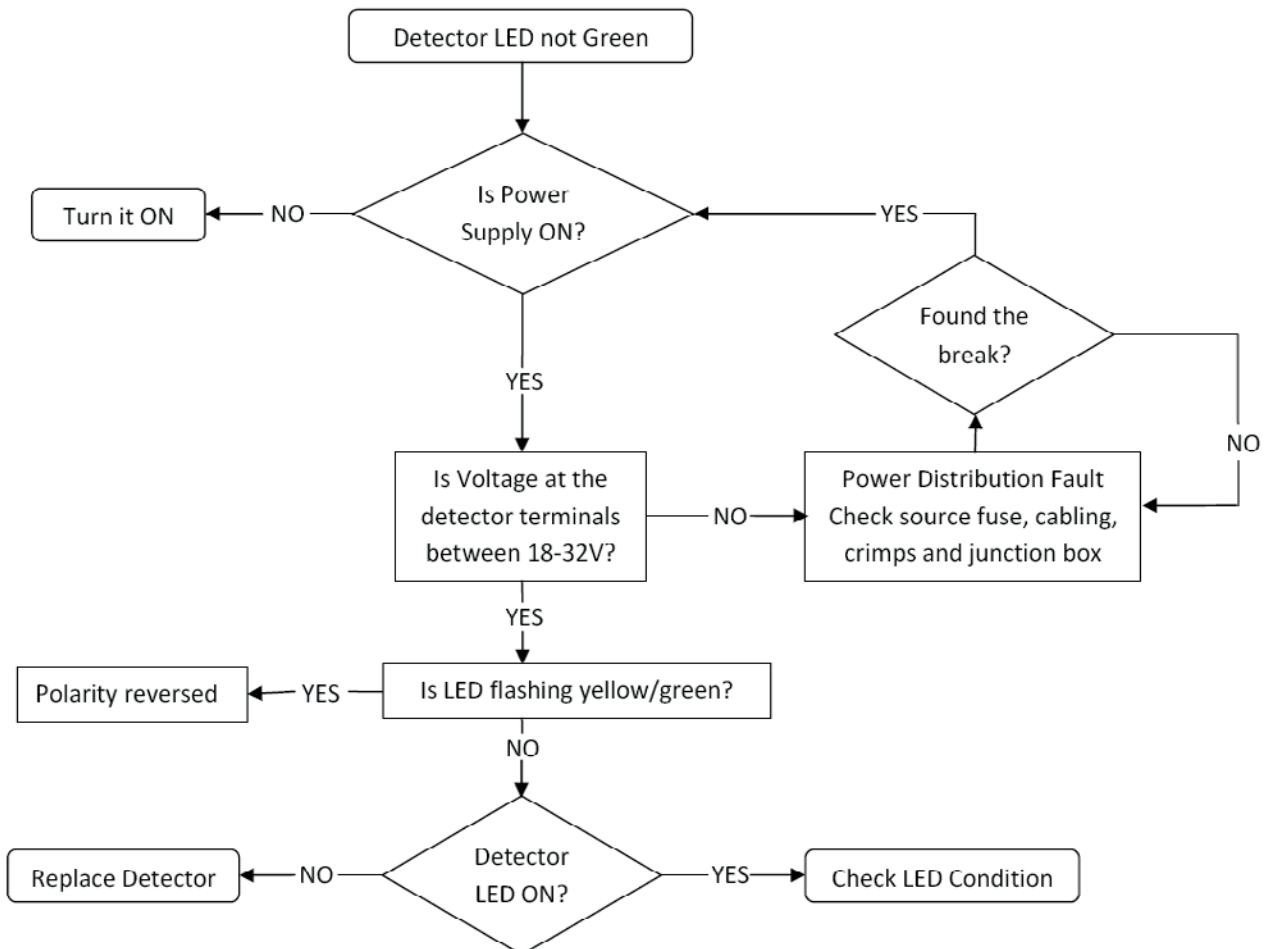 Detector LED not Green
Is Power
Supply ON?
NO
Turn it ON
YES
Found the
break?
YES
NO
Is Voltage at the
detector terminals
between 18-32V?
NO
Power Distribution Fault
Check source fuse, cabling,
crimps and junction box
YES
Is LED flashing yellow/green?
YES
Polarity reversed
NO
Detector
LED ON?
NO
Replace Detector
YES
Check LED Condition